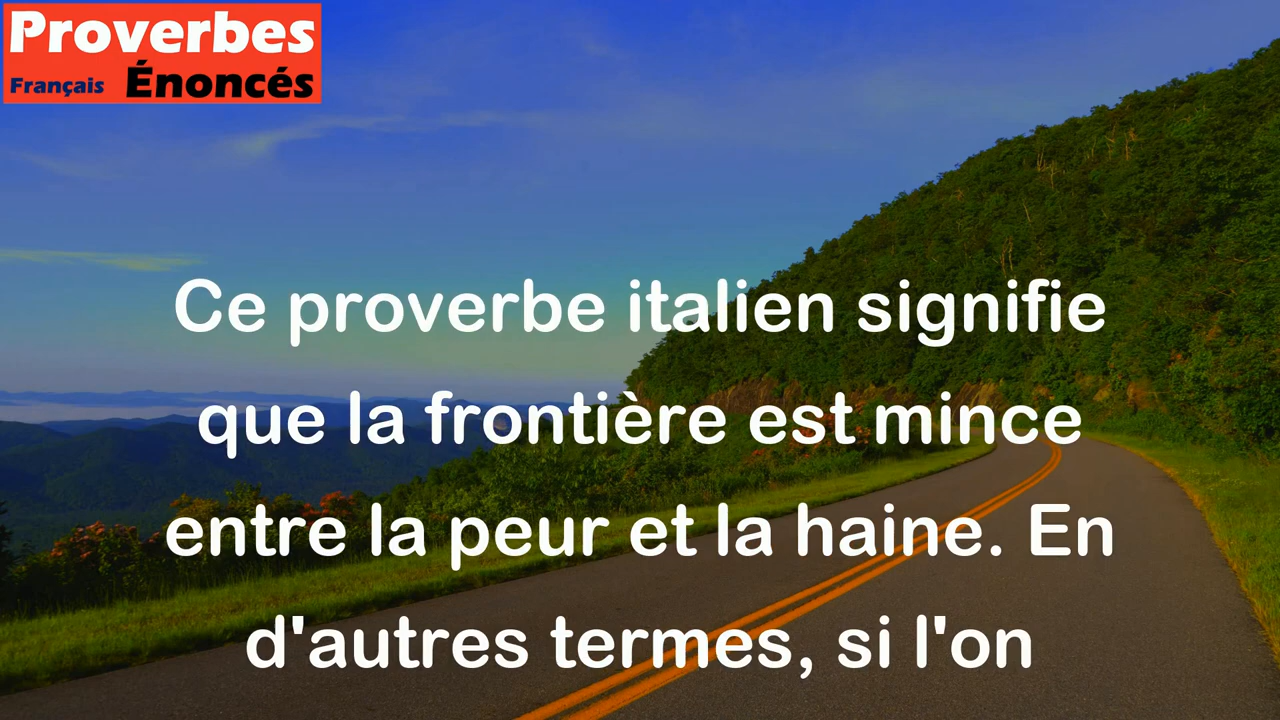 Proverbes
Français Énoncés
Ce proverbe italien signifie
que la frontière est mince
entre la peur et la haine. En
d'autres termes, si l'on